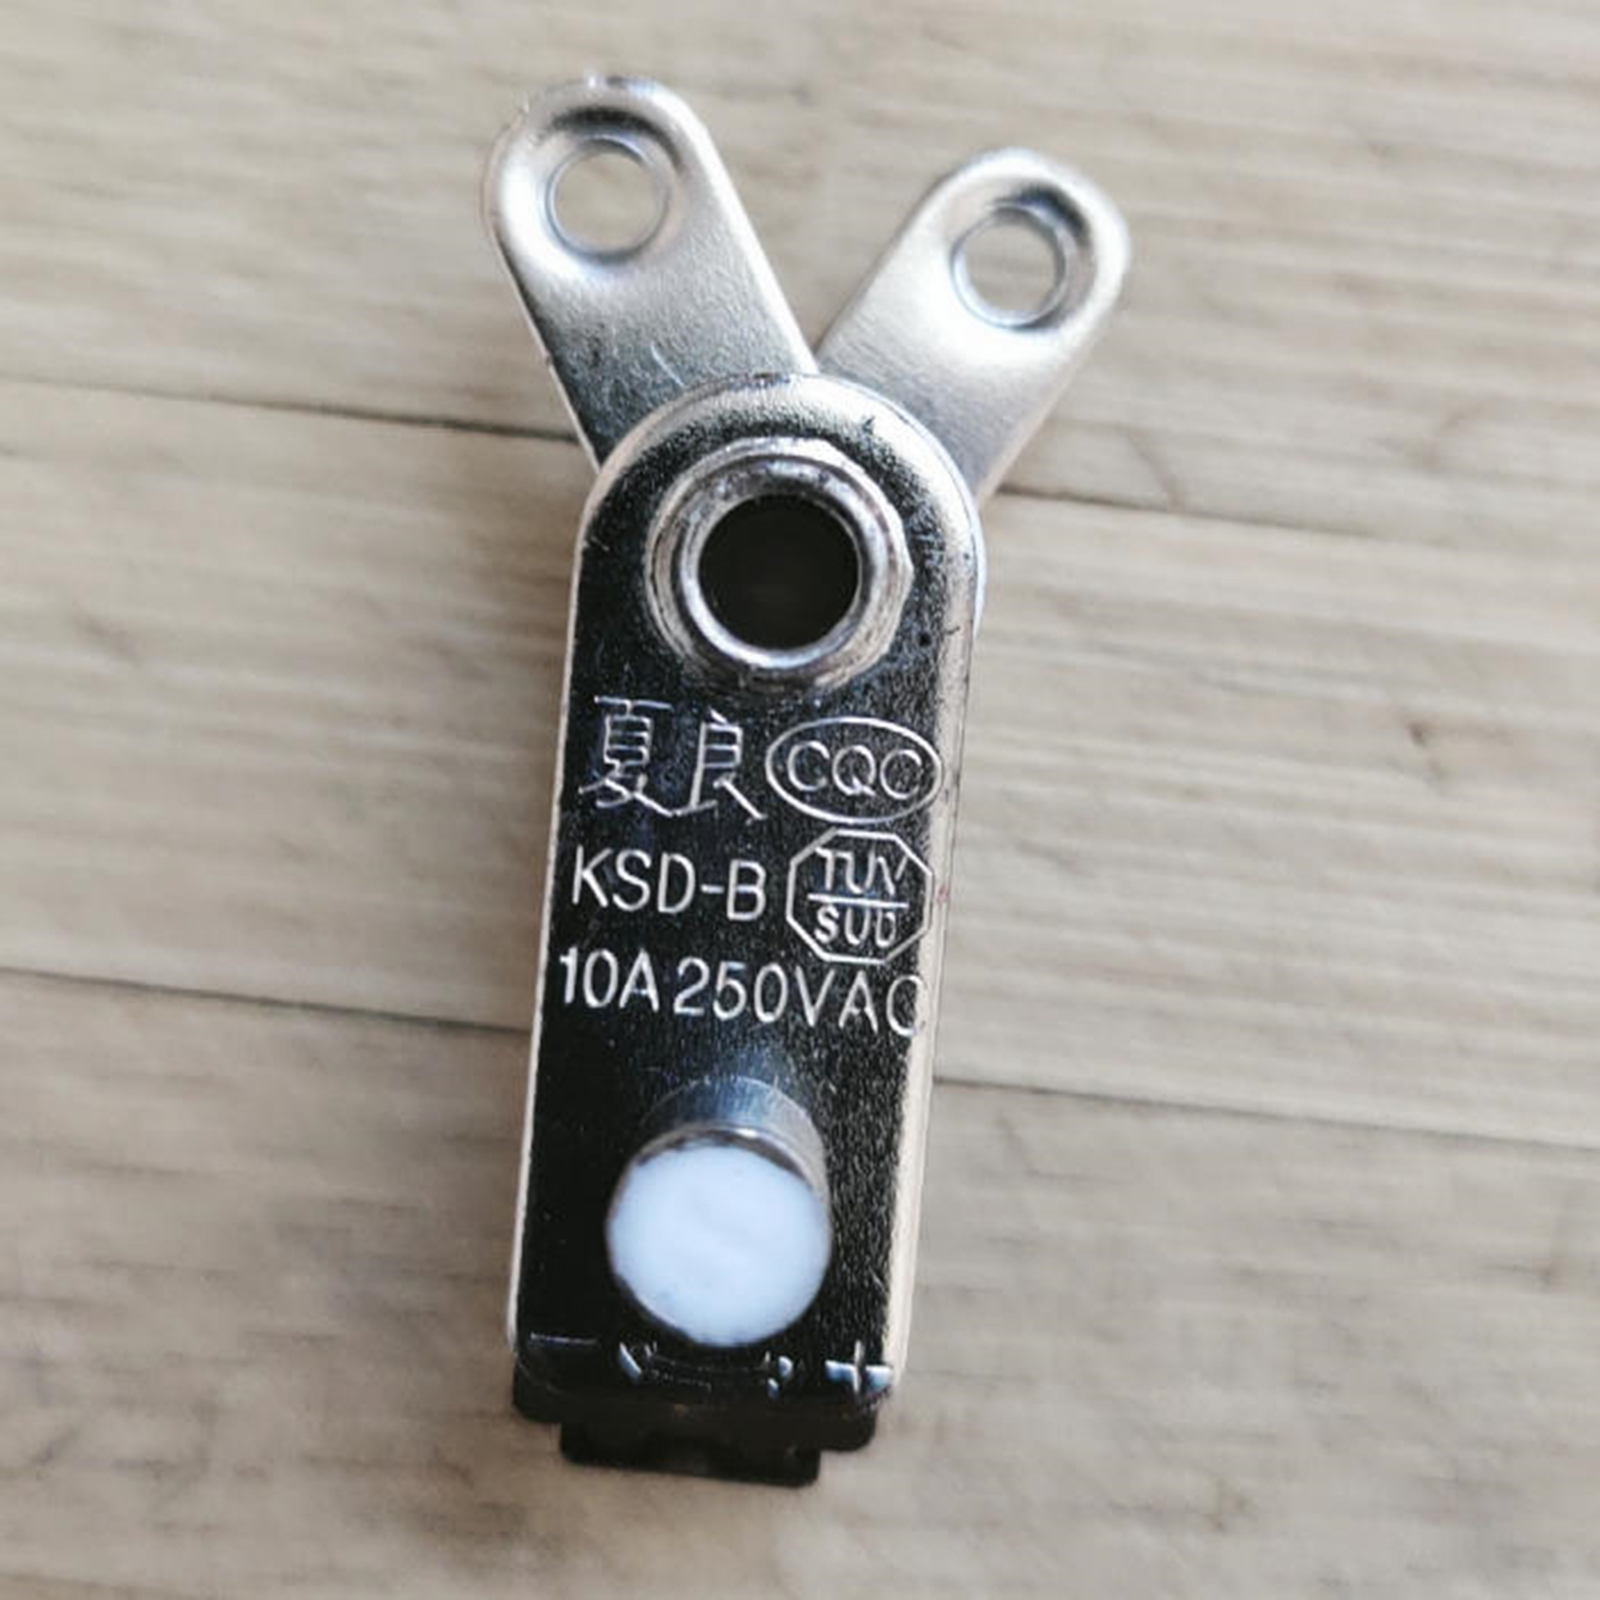 夏良 CQC
KSD-B TUV SUD
10A 250VAC
− +